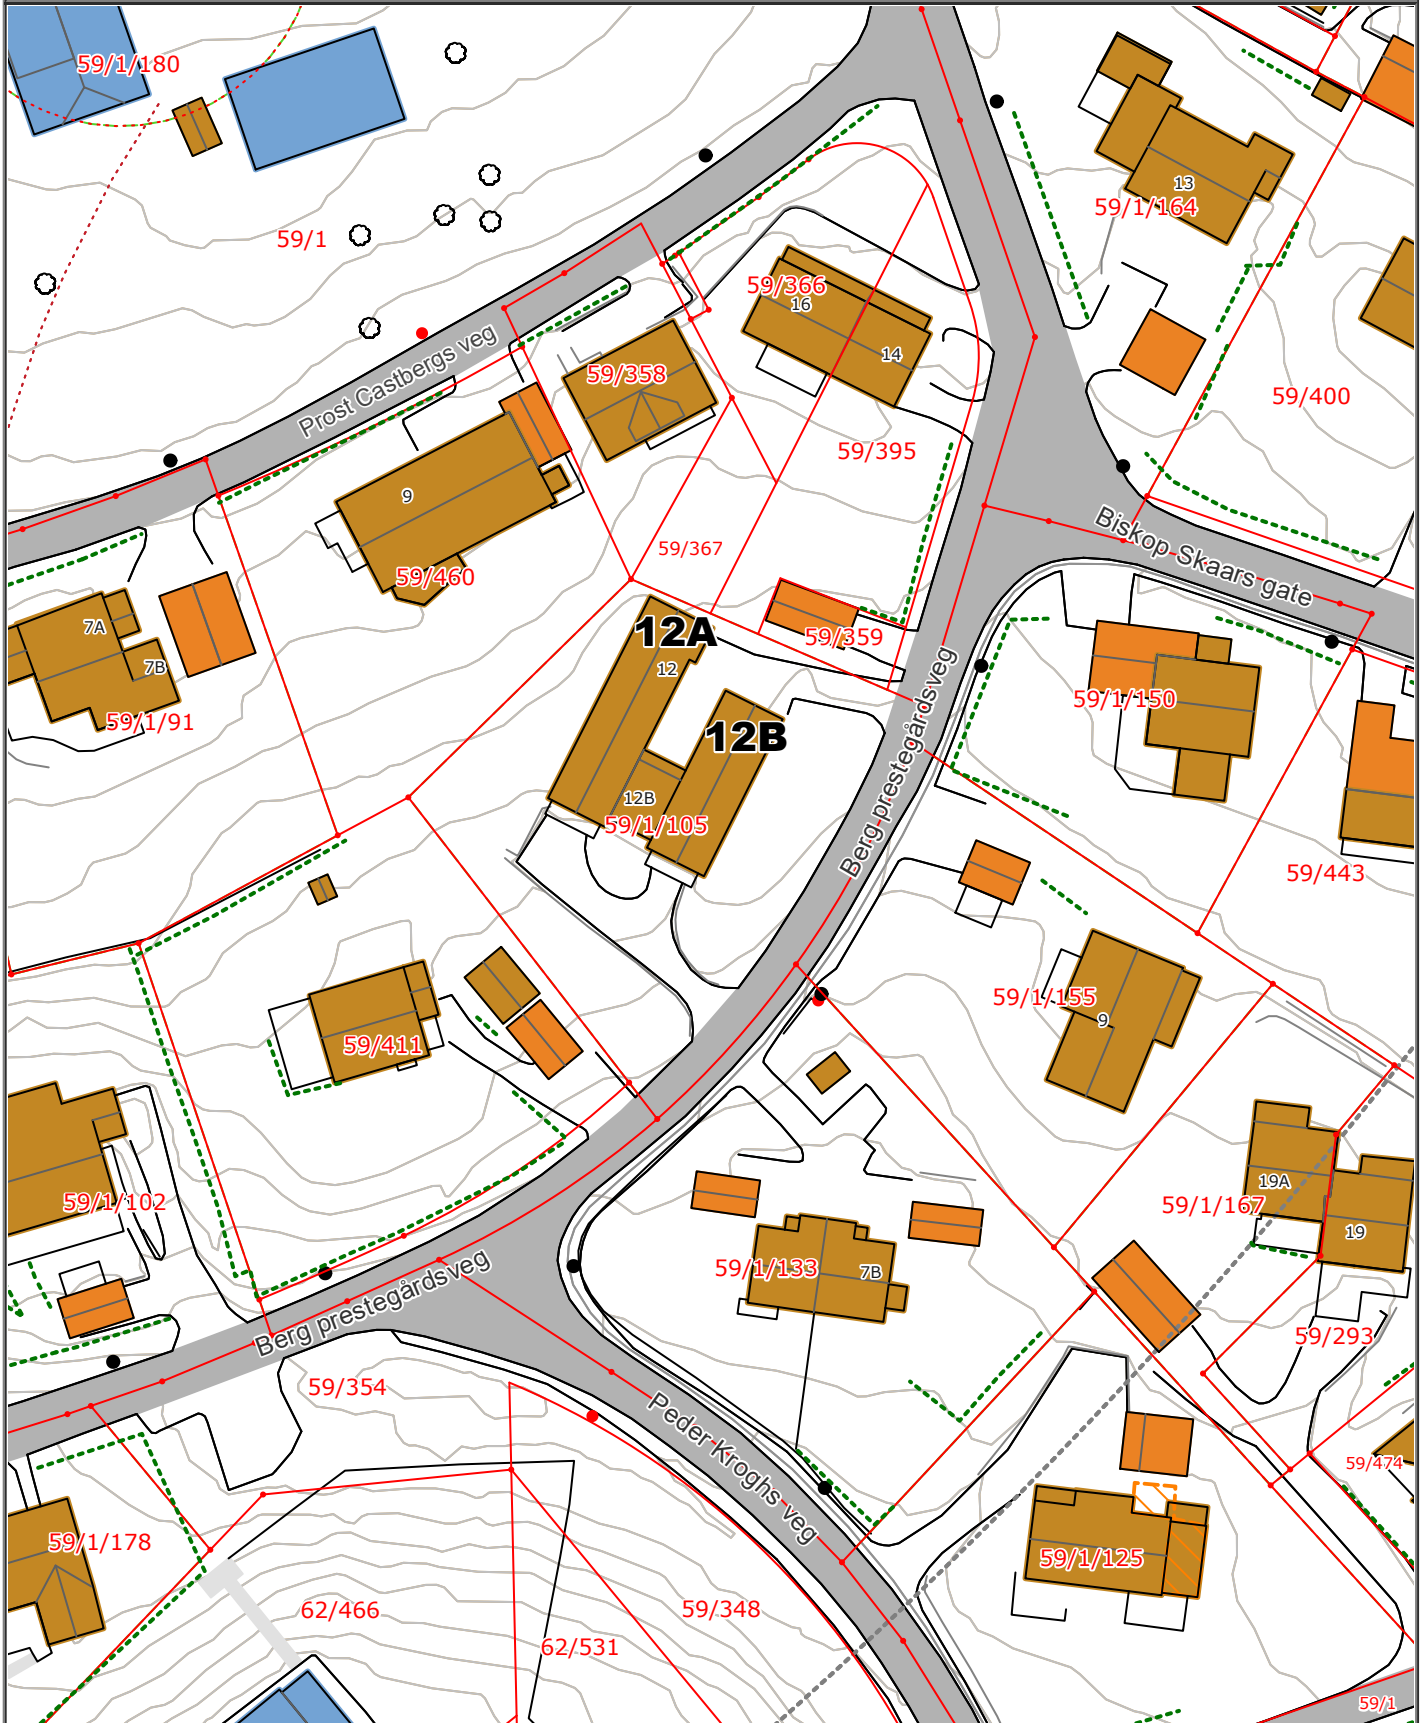 59/1/180
13
59/1/164
59/1
59/366
16
14
Prost Castbergs veg
59/358
59/400
59/395
9
Biskop Skaars gate
59/367
59/460
7A
12A
59/359
7B
12
59/1/150
59/1/91
12B
Berg prestegårdsveg
12B
59/1/105
59/443
59/1/155
9
59/411
19A
59/1/102
59/1/167
19
59/1/133
7B
Berg prestegårdsveg
59/293
59/354
Peder Kroghs veg
59/474
59/1/178
59/1/125
62/466
59/348
62/531
59/1